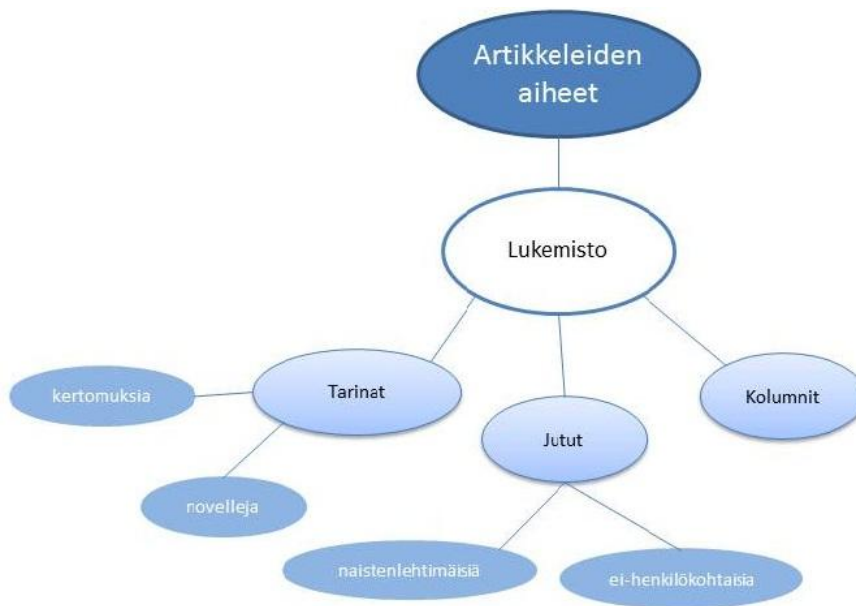 Artikkeleiden
aiheet
Lukemisto
Tarinat
Kolumnit
kertomuksia
Jutut
novelleja
naistenlehtimäisiä
ei-henkilökohtaisia